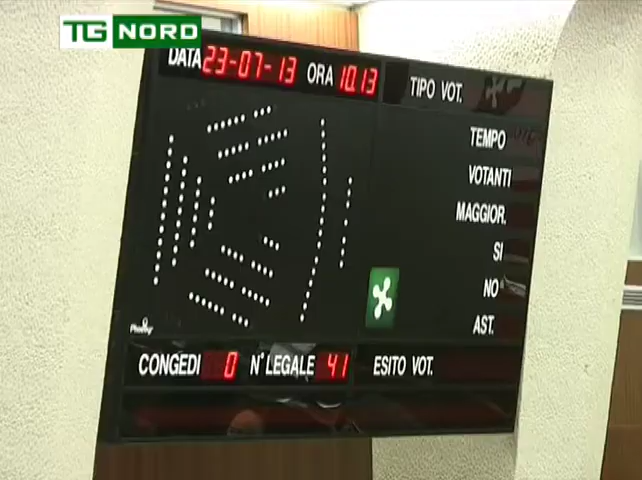 TG NORD
DATA 23-07-13 ORA 10.13 TIPO VOT.
TEMPO
VOTANTI
MAGGIOR.
SI
NO
AST.
CONGEDI 0 N° LEGALE 41 ESITO VOT.